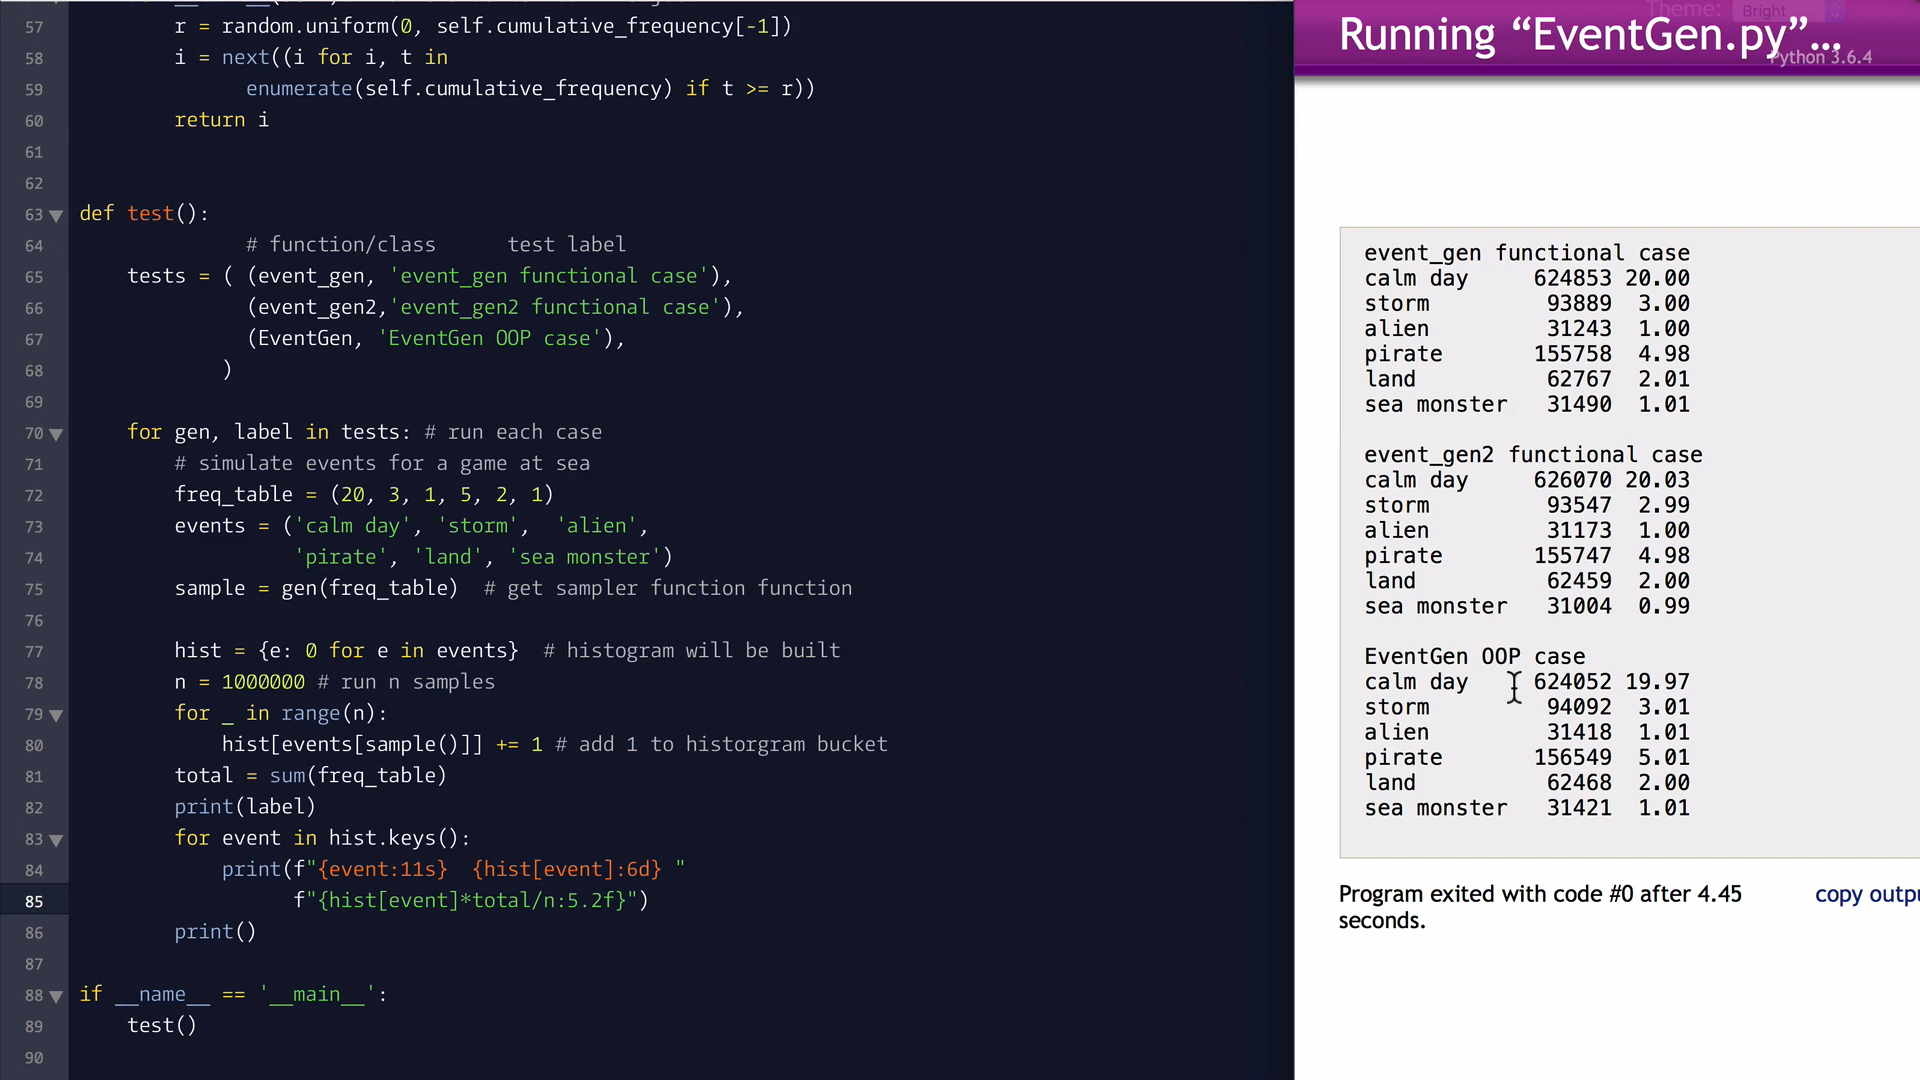 57 r = random.uniform(0, self.cumulative_frequency[-1])
58 i = next((i for i, t in
59 enumerate(self.cumulative_frequency) if t >= r))
60 return i
61
62
63 def test():
64 # function/class test label
65 tests = ( (event_gen, 'event_gen functional case'),
66 (event_gen2,'event_gen2 functional case'),
67 (EventGen, 'EventGen OOP case'),
68 )
69
70 for gen, label in tests: # run each case
71 # simulate events for a game at sea
72 freq_table = (20, 3, 1, 5, 2, 1)
73 events = ('calm day', 'storm', 'alien',
74 'pirate', 'land', 'sea monster')
75 sample = gen(freq_table) # get sampler function function
76
77 hist = {e: 0 for e in events} # histogram will be built
78 n = 1000000 # run n samples
79 for _ in range(n):
80 hist[events[sample()]] += 1 # add 1 to historgram bucket
81 total = sum(freq_table)
82 print(label)
83 for event in hist.keys():
84 print(f"{event:11s} {hist[event]:6d} "
85 f"{hist[event]*total/n:5.2f}")
86 print()
87
88 if __name__ == '__main__':
89 test()
90
Theme: Bright
Running “EventGen.py”…
Python 3.6.4
event_gen functional case
calm day 624853 20.00
storm 93889 3.00
alien 31243 1.00
pirate 155758 4.98
land 62767 2.01
sea monster 31490 1.01
event_gen2 functional case
calm day 626070 20.03
storm 93547 2.99
alien 31173 1.00
pirate 155747 4.98
land 62459 2.00
sea monster 31004 0.99
EventGen OOP case
calm day 624052 19.97
storm 94092 3.01
alien 31418 1.01
pirate 156549 5.01
land 62468 2.00
sea monster 31421 1.01
Program exited with code #0 after 4.45
seconds.
copy outpu